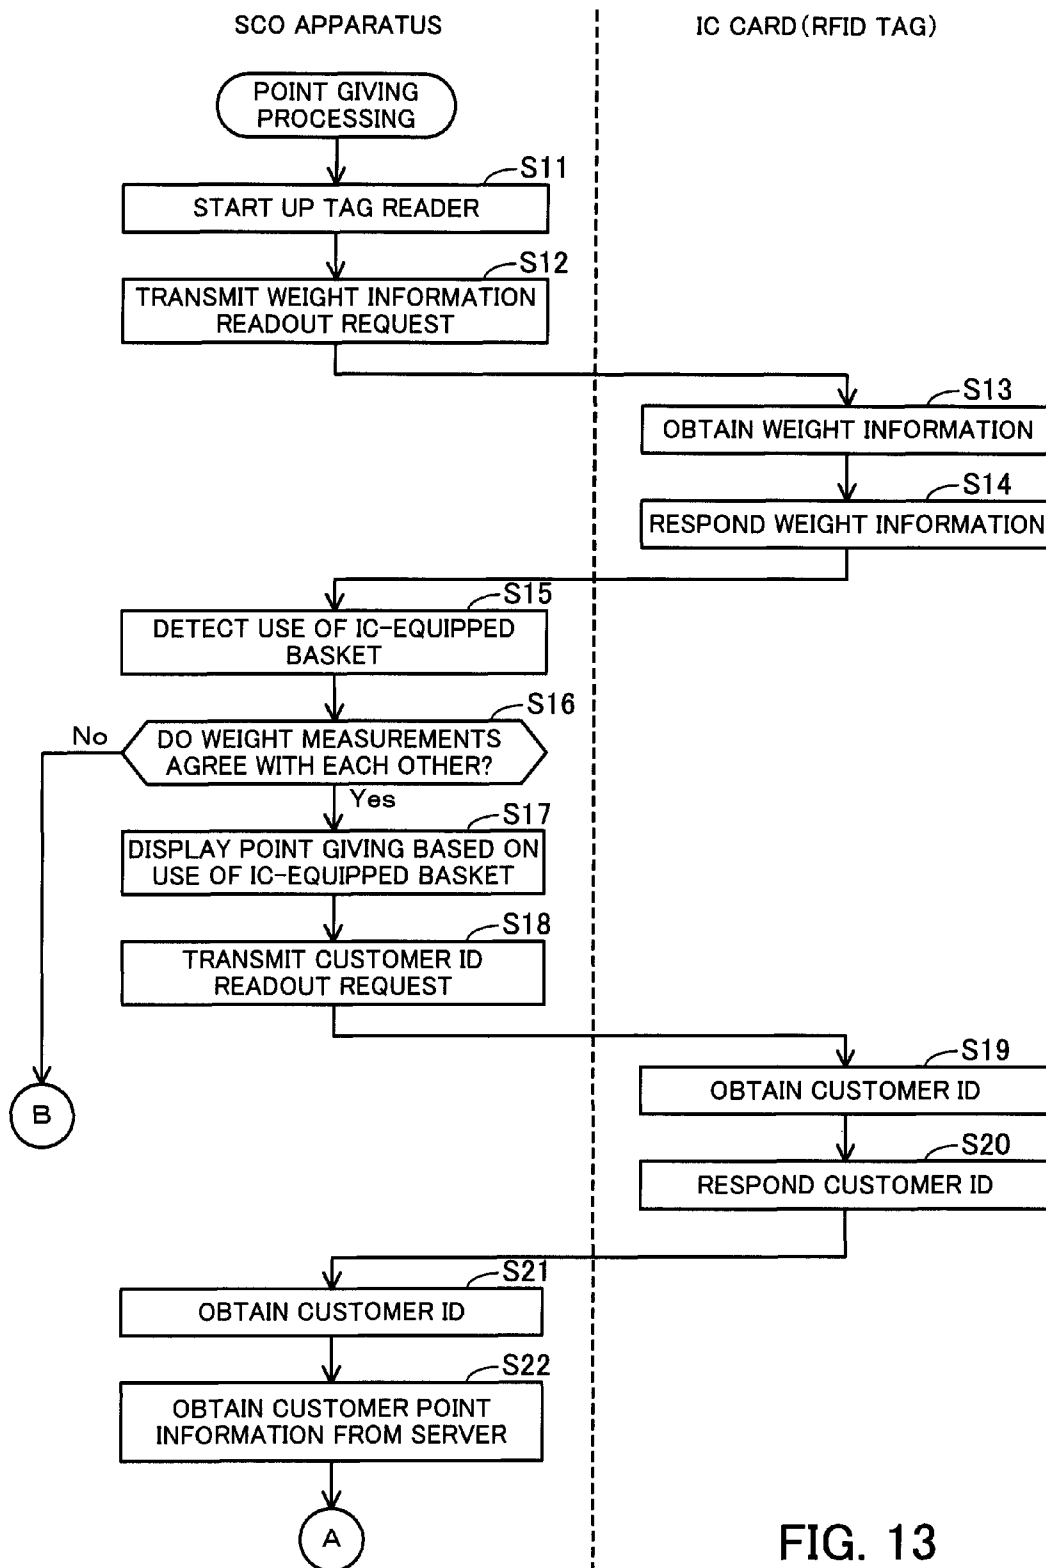 SCO APPARATUS
IC CARD(RFID TAG)
POINT GIVING
PROCESSING
S11
START UP TAG READER
S12
TRANSMIT WEIGHT INFORMATION
READOUT REQUEST
S13
OBTAIN WEIGHT INFORMATION
S14
RESPOND WEIGHT INFORMATION
S15
DETECT USE OF IC-EQUIPPED
BASKET
S16
No
DO WEIGHT MEASUREMENTS
AGREE WITH EACH OTHER?
Yes
S17
DISPLAY POINT GIVING BASED ON
USE OF IC-EQUIPPED BASKET
S18
TRANSMIT CUSTOMER ID
READOUT REQUEST
S19
OBTAIN CUSTOMER ID
B
S20
RESPOND CUSTOMER ID
S21
OBTAIN CUSTOMER ID
S22
OBTAIN CUSTOMER POINT
INFORMATION FROM SERVER
A
FIG. 13